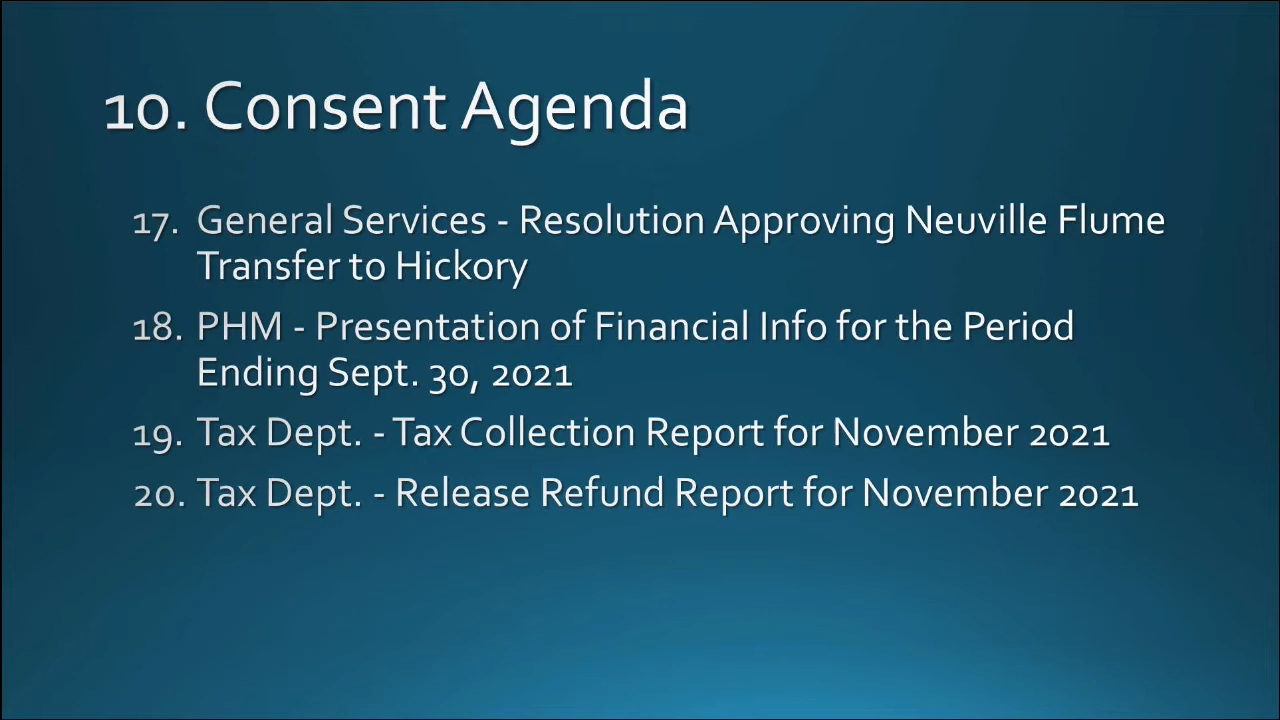 10. Consent Agenda
17. General Services - Resolution Approving Neuville Flume
Transfer to Hickory
18. PHM - Presentation of Financial Info for the Period
Ending Sept. 30, 2021
19. Tax Dept. - Tax Collection Report for November 2021
20. Tax Dept. - Release Refund Report for November 2021